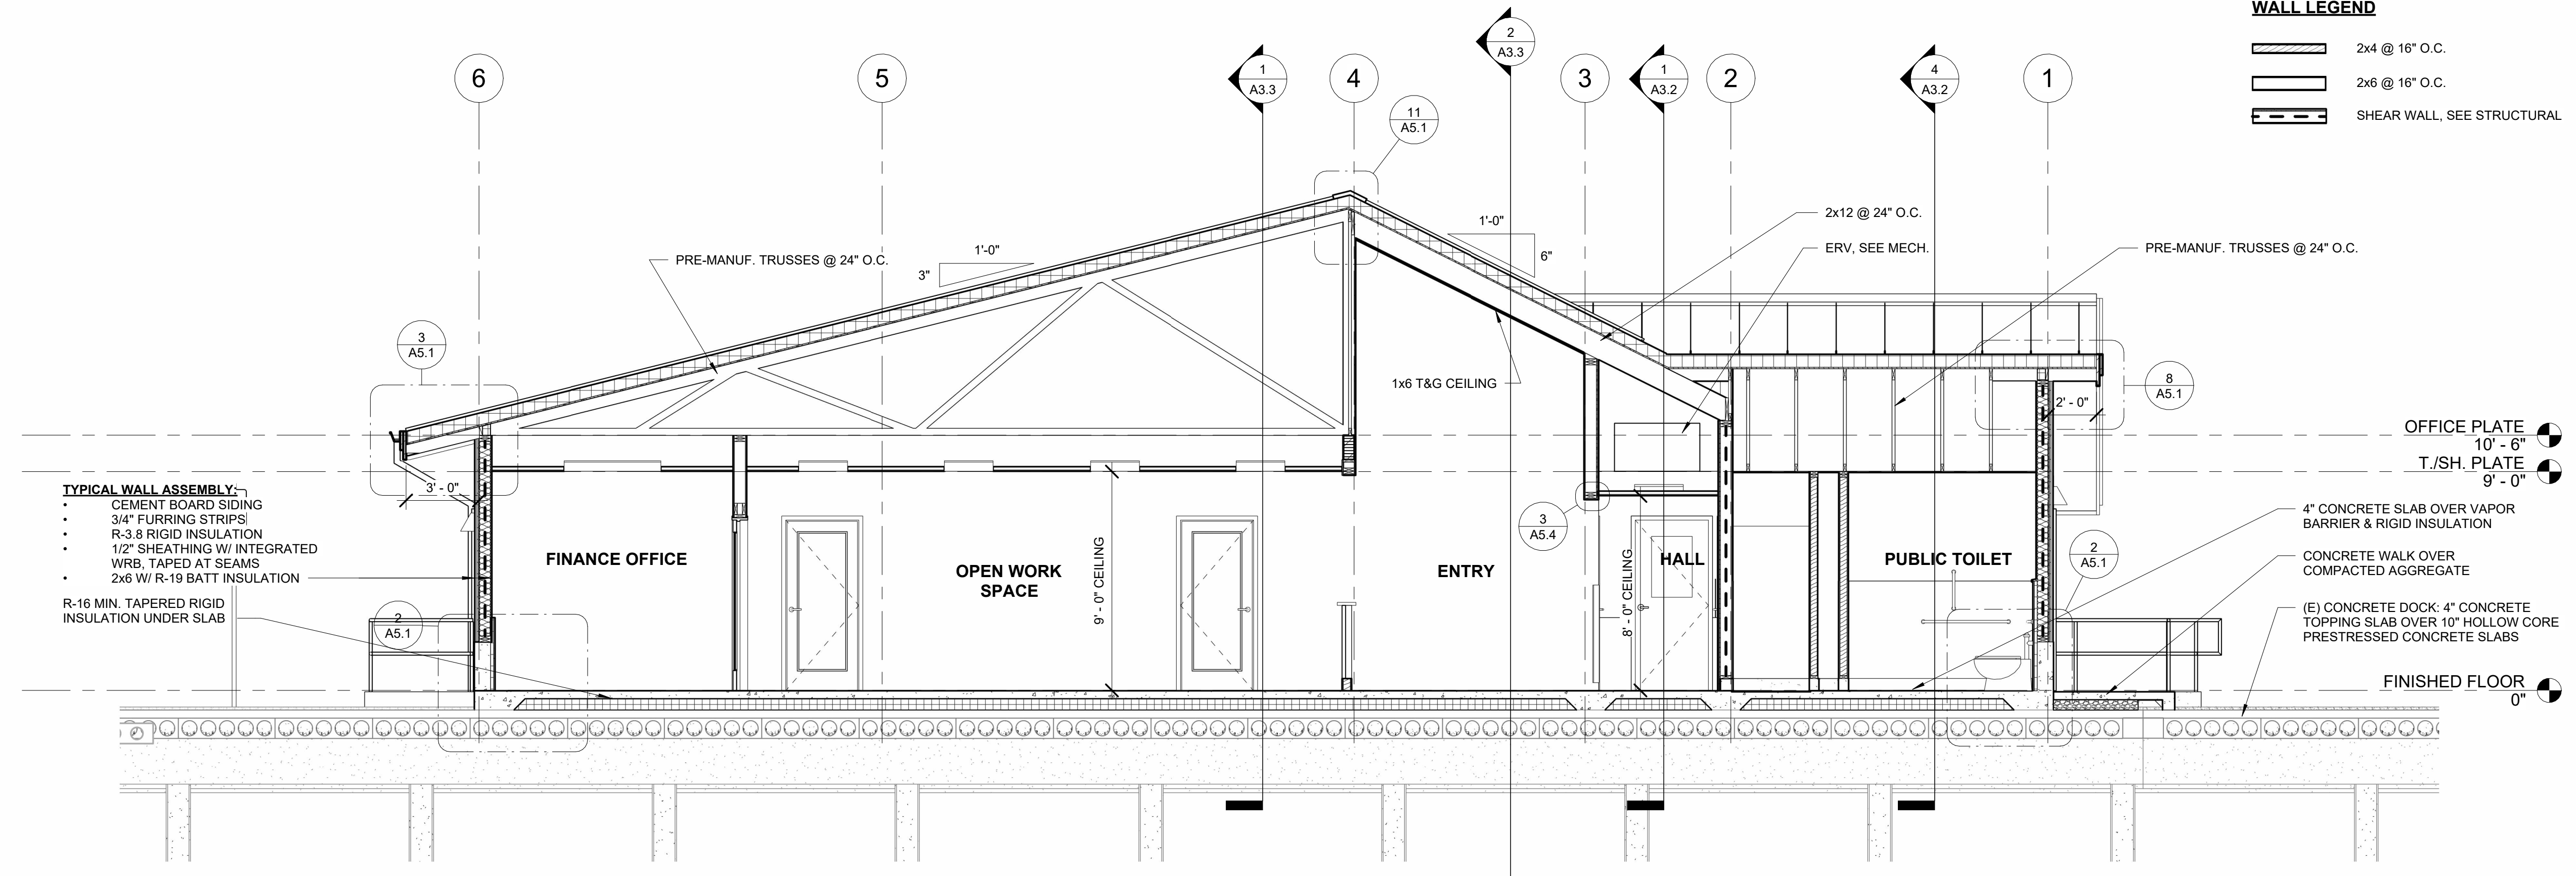 WALL LEGEND
2x4 @ 16" O.C.
2x6 @ 16" O.C.
SHEAR WALL, SEE STRUCTURAL
6
5
1
A3.3
4
2
A3.3
3
1
A3.2
2
4
A3.2
1
11
A5.1
2x12 @ 24" O.C.
ERV, SEE MECH.
PRE-MANUF. TRUSSES @ 24" O.C.
1'-0"
6"
1'-0"
3"
PRE-MANUF. TRUSSES @ 24" O.C.
3
A5.1
1x6 T&G CEILING
8
A5.1
2' - 0"
OFFICE PLATE
10' - 6"
T./SH. PLATE
9' - 0"
3' - 0"
TYPICAL WALL ASSEMBLY:
• CEMENT BOARD SIDING
• 3/4" FURRING STRIPS
• R-3.8 RIGID INSULATION
• 1/2" SHEATHING W/ INTEGRATED
WRB, TAPED AT SEAMS
• 2x6 W/ R-19 BATT INSULATION
R-16 MIN. TAPERED RIGID
INSULATION UNDER SLAB
2
A5.1
FINANCE OFFICE
OPEN WORK
SPACE
9' - 0" CEILING
ENTRY
3
A5.4
8' - 0" CEILING
HALL
PUBLIC TOILET
2
A5.1
4" CONCRETE SLAB OVER VAPOR
BARRIER & RIGID INSULATION
CONCRETE WALK OVER
COMPACTED AGGREGATE
(E) CONCRETE DOCK: 4" CONCRETE
TOPPING SLAB OVER 10" HOLLOW CORE
PRESTRESSED CONCRETE SLABS
FINISHED FLOOR
0"